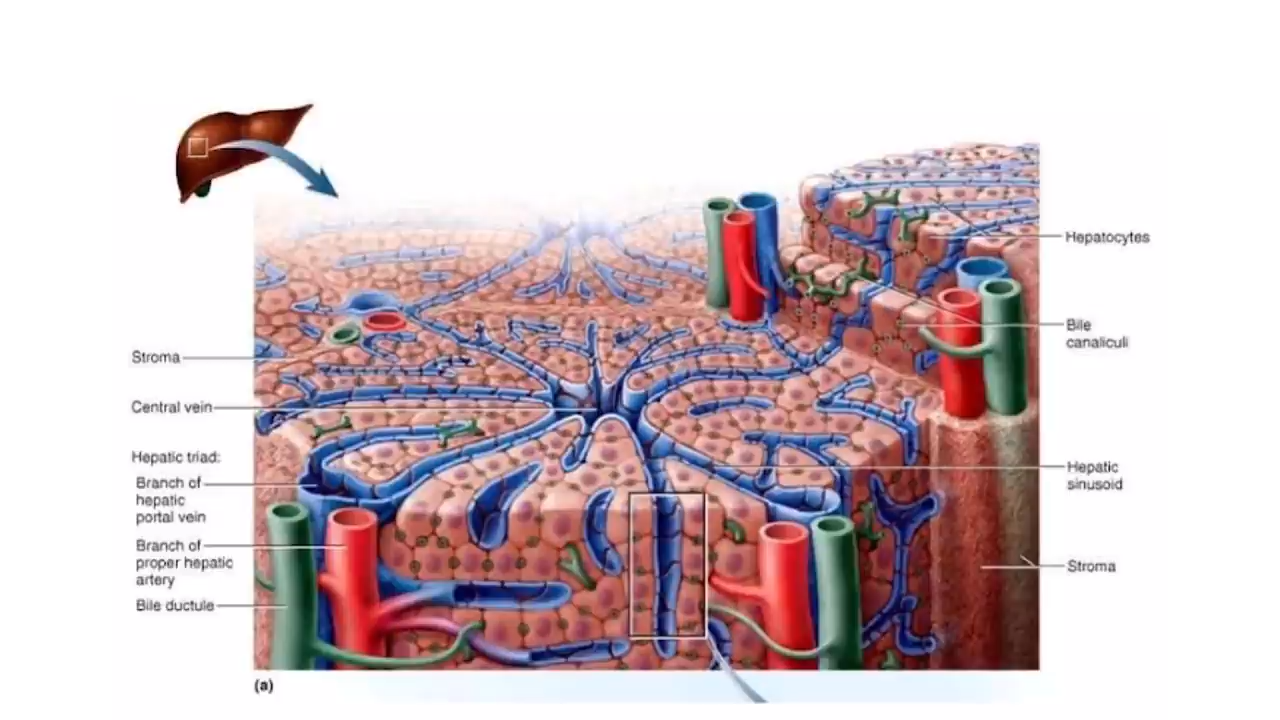 Stroma
Central vein
Hepatic triad:
Branch of
hepatic
portal vein
Branch of
proper hepatic
artery
Bile ductule
Hepatocytes
Bile
canaliculi
Hepatic
sinusoid
Stroma
(a)